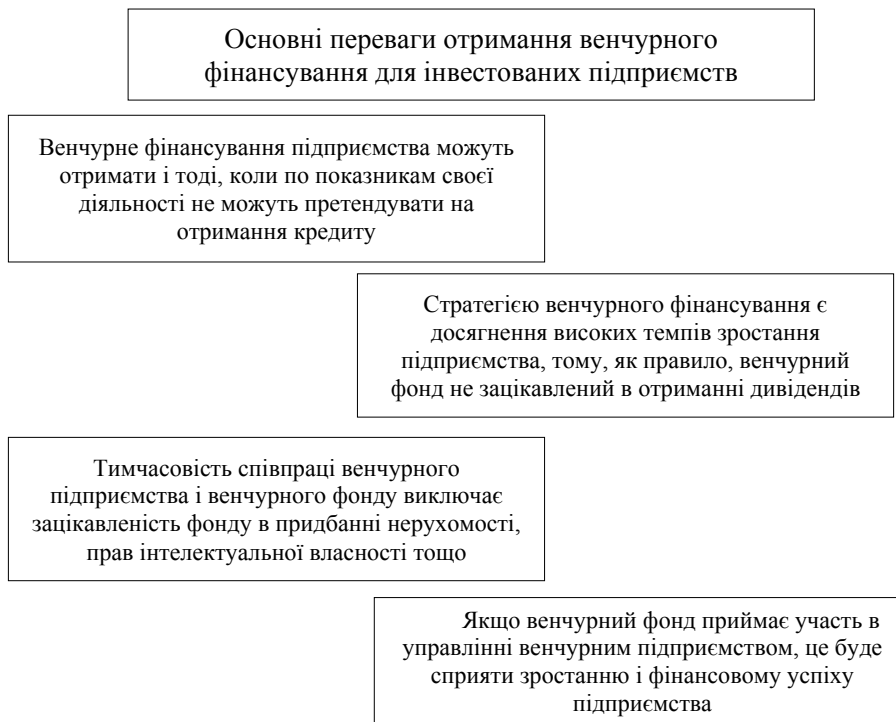 Основні переваги отримання венчурного
фінансування для інвестованих підприємств
Венчурне фінансування підприємства можуть
отримати і тоді, коли по показникам своєї
діяльності не можуть претендувати на
отримання кредиту
Стратегією венчурного фінансування є
досягнення високих темпів зростання
підприємства, тому, як правило, венчурний
фонд не зацікавлений в отриманні дивідендів
Тимчасовість співпраці венчурного
підприємства і венчурного фонду виключає
зацікавленість фонду в придбанні нерухомості,
прав інтелектуальної власності тощо
Якщо венчурний фонд приймає участь в
управлінні венчурним підприємством, це буде
сприяти зростанню і фінансовому успіху
підприємства